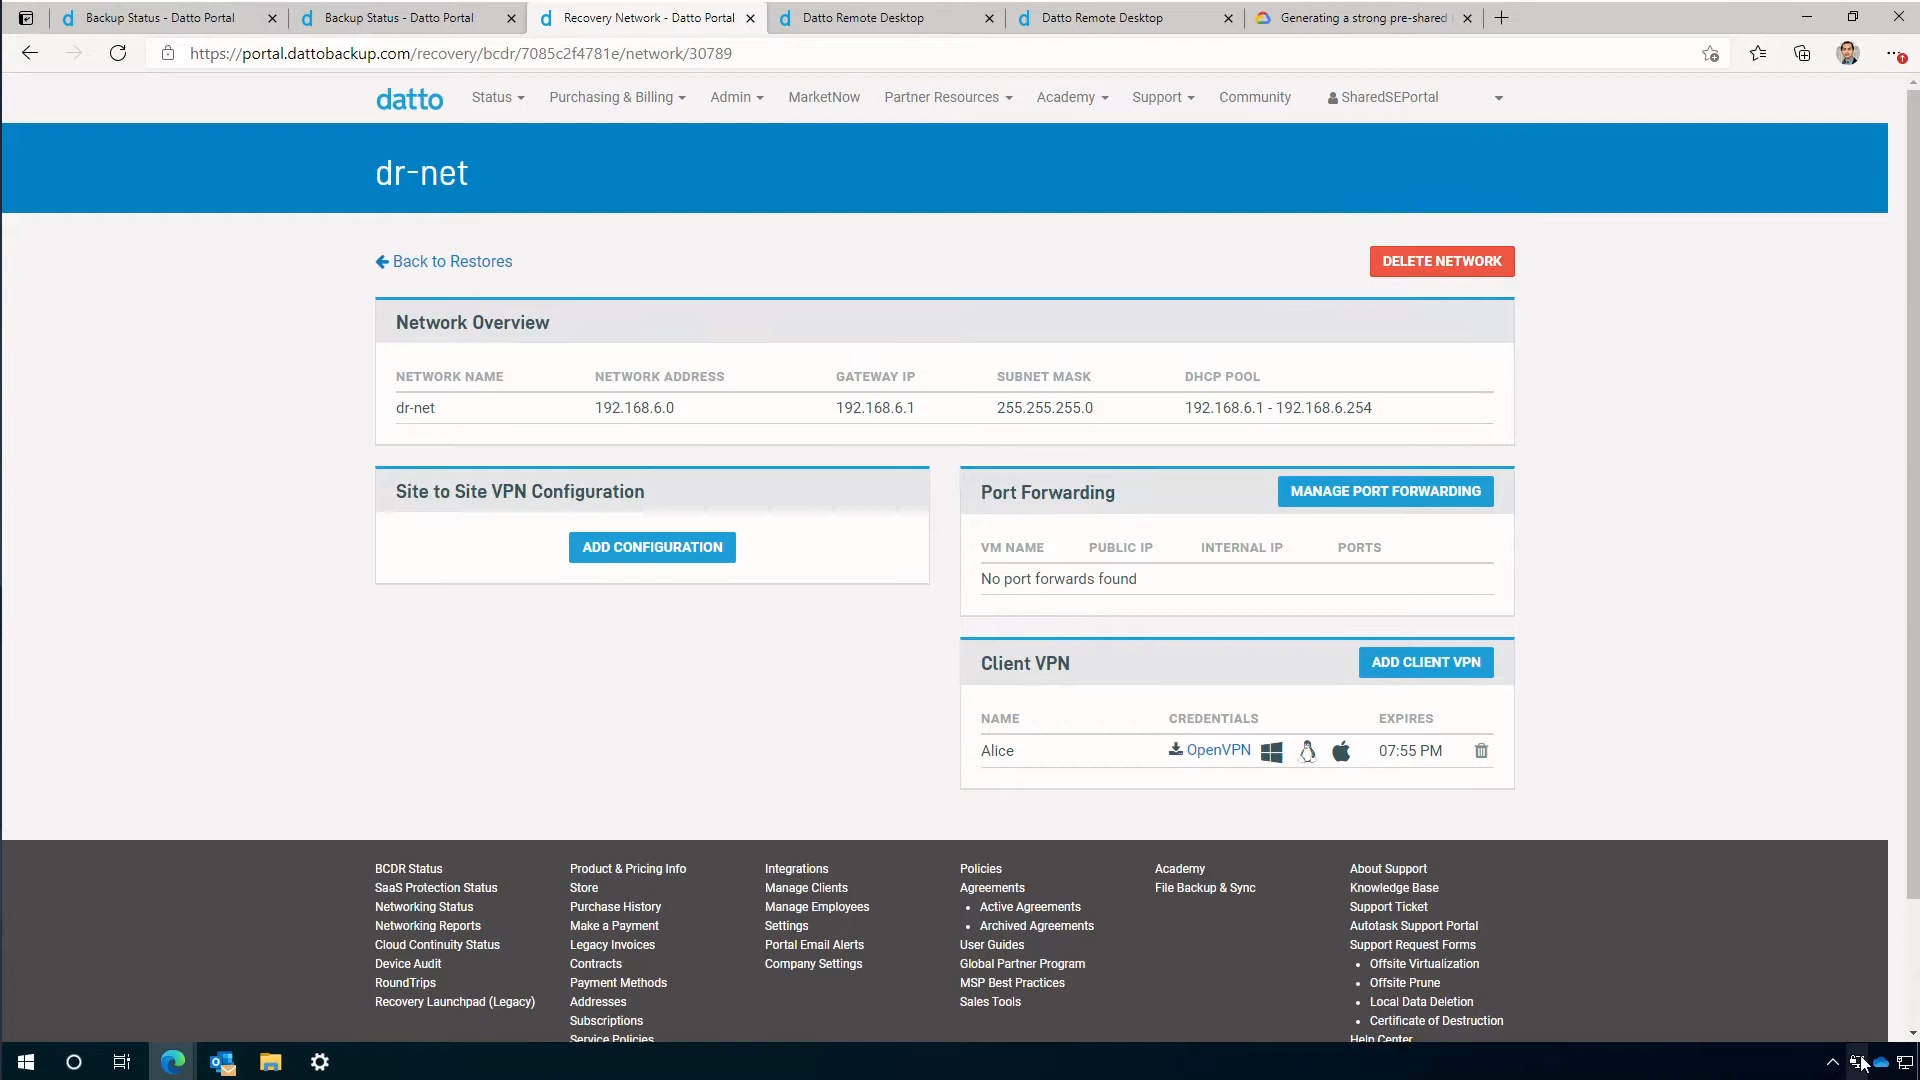 Backup Status - Datto Portal
Backup Status - Datto Portal
Recovery Network - Datto Portal
Datto Remote Desktop
Datto Remote Desktop
Generating a strong pre-shared
https://portal.dattobackup.com/recovery/bcdr/7085c2f4781e/network/30789
datto
Status
Purchasing & Billing
Admin
MarketNow
Partner Resources
Academy
Support
Community
SharedSEPortal
dr-net
Back to Restores
DELETE NETWORK
Network Overview
NETWORK NAME NETWORK ADDRESS GATEWAY IP SUBNET MASK DHCP POOL
dr-net 192.168.6.0 192.168.6.1 255.255.255.0 192.168.6.1 - 192.168.6.254
Site to Site VPN Configuration
ADD CONFIGURATION
Port Forwarding
MANAGE PORT FORWARDING
VM NAME PUBLIC IP INTERNAL IP PORTS
No port forwards found
Client VPN
ADD CLIENT VPN
NAME CREDENTIALS EXPIRES
Alice OpenVPN 07:55 PM
BCDR Status
SaaS Protection Status
Networking Status
Networking Reports
Cloud Continuity Status
Device Audit
RoundTrips
Recovery Launchpad (Legacy)
Product & Pricing Info
Store
Purchase History
Make a Payment
Legacy Invoices
Contracts
Payment Methods
Addresses
Subscriptions
Service Policies
Integrations
Manage Clients
Manage Employees
Settings
Portal Email Alerts
Company Settings
Policies
Agreements
• Active Agreements
• Archived Agreements
User Guides
Global Partner Program
MSP Best Practices
Sales Tools
Academy
File Backup & Sync
About Support
Knowledge Base
Support Ticket
Autotask Support Portal
Support Request Forms
• Offsite Virtualization
• Offsite Prune
• Local Data Deletion
• Certificate of Destruction
Help Center